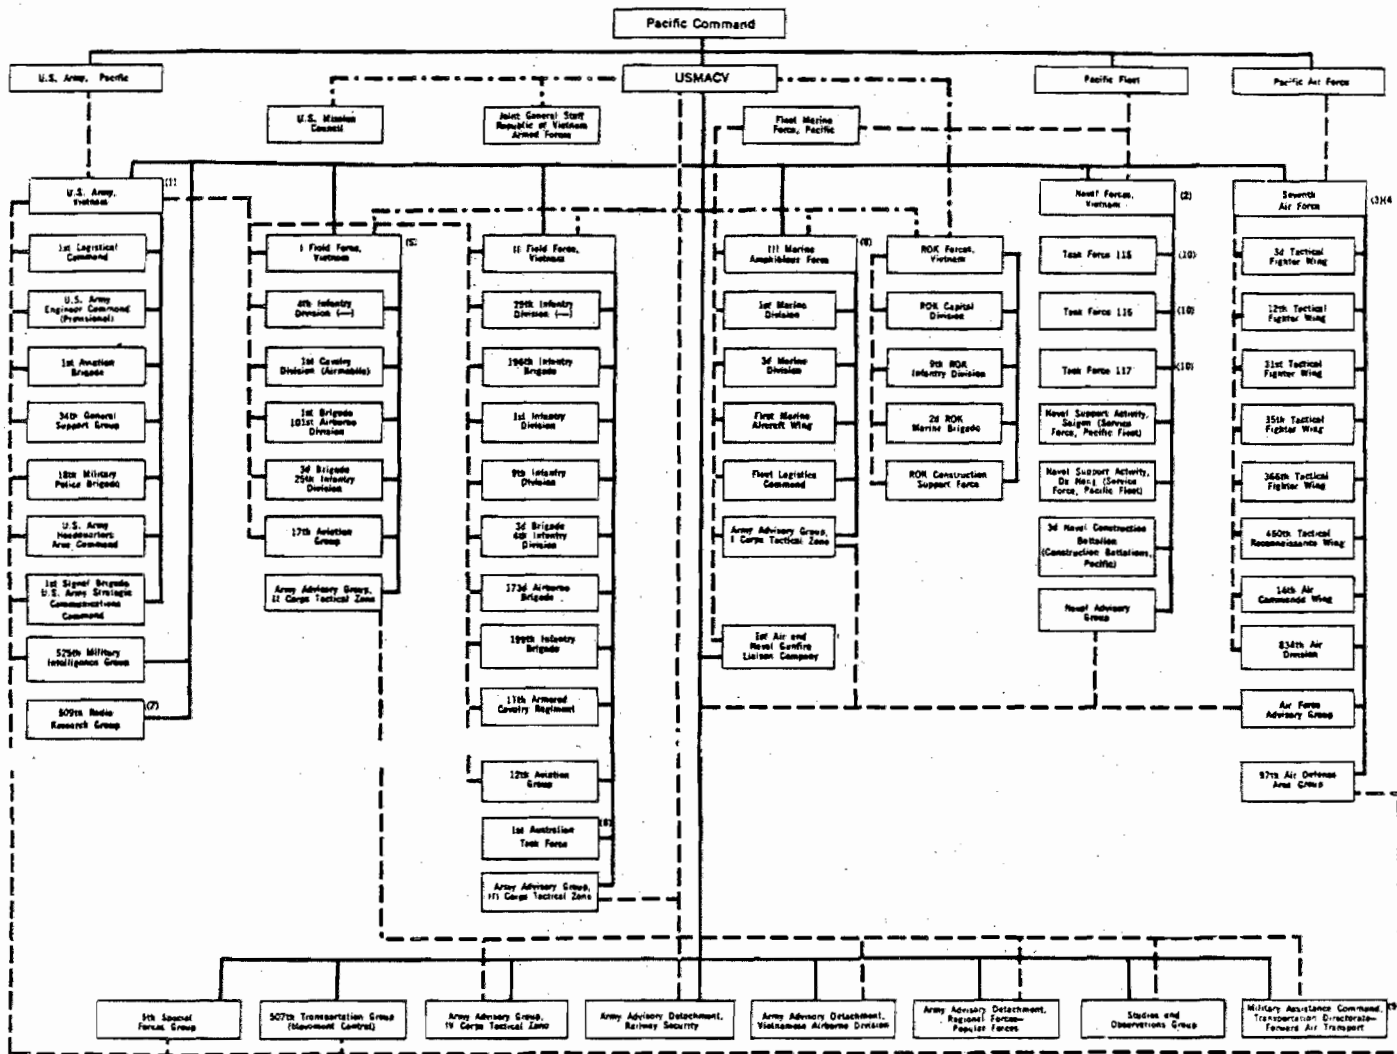 Pacific Command
U.S. Army, Pacific
USMACV
Pacific Fleet
Pacific Air Force
U.S. Mission
Council
Joint General Staff
Republic of Vietnam
Armed Forces
Fleet Marine
Force, Pacific
U.S. Army,
Vietnam
(1)
1st Logistical
Command
U.S. Army
Engineer Command
(Provisional)
1st Aviation
Brigade
34th General
Support Group
18th Military
Police Brigade
U.S. Army
Headquarters
Area Command
1st Signal Brigade
U.S. Army Strategic
Communications
Command
525th Military
Intelligence Group
509th Radio
Research Group
(7)
I Field Force,
Vietnam
(5)
4th Infantry
Division (—)
1st Cavalry
Division (Airmobile)
1st Brigade
101st Airborne
Division
3d Brigade
25th Infantry
Division
17th Aviation
Group
Army Advisory Group,
II Corps Tactical Zone
II Field Force,
Vietnam
25th Infantry
Division (—)
196th Infantry
Brigade
1st Infantry
Division
9th Infantry
Division
3d Brigade
4th Infantry
Division
173d Airborne
Brigade
199th Infantry
Brigade
11th Armored
Cavalry Regiment
12th Aviation
Group
1st Australian
Task Force
Army Advisory Group,
III Corps Tactical Zone
III Marine
Amphibious Force
1st Marine
Division
3d Marine
Division
First Marine
Aircraft Wing
Fleet Logistics
Command
Army Advisory Group,
I Corps Tactical Zone
1st Air and
Naval Gunfire
Liaison Company
ROK Forces,
Vietnam
ROK Capital
Division
9th ROK
Infantry Division
2d ROK
Marine Brigade
ROK Construction
Support Force
Naval Forces,
Vietnam
(2)
Task Force 115
(10)
Task Force 116
(10)
Task Force 117
(10)
Naval Support Activity,
Saigon (Service
Force, Pacific Fleet)
Naval Support Activity,
Da Nang (Service
Force, Pacific Fleet)
3d Naval Construction
Battalion
(Construction Battalions,
Pacific)
Naval Advisory
Group
Seventh
Air Force
(3)(4
3d Tactical
Fighter Wing
12th Tactical
Fighter Wing
31st Tactical
Fighter Wing
35th Tactical
Fighter Wing
366th Tactical
Fighter Wing
460th Tactical
Reconnaissance Wing
14th Air
Commando Wing
834th Air
Division
Air Force
Advisory Group
97th Air Defense
Area Group
5th Special
Forces Group
507th Transportation Group
(Movement Control)
Army Advisory Group,
IV Corps Tactical Zone
Army Advisory Detachment,
Railway Security
Army Advisory Detachment,
Vietnamese Airborne Division
Army Advisory Detachment,
Regional Forces—
Popular Forces
Studies and
Observations Group
Military Assistance Command,
Transportation Directorate—
Forward Air Transport
(9